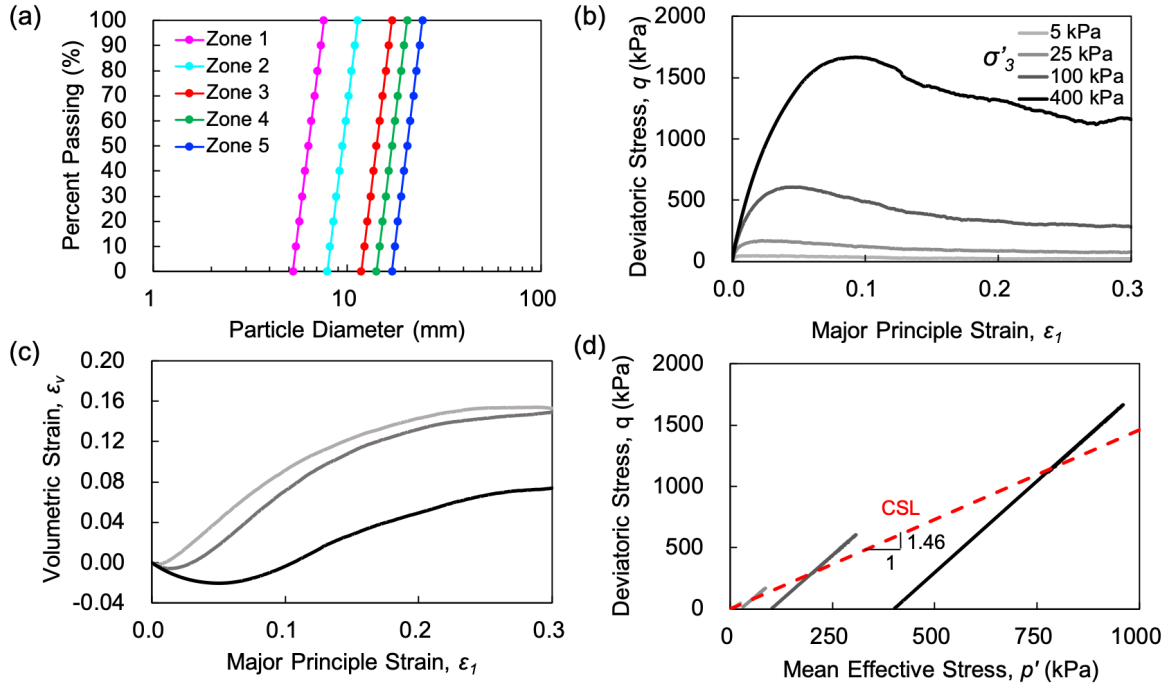 (a)
100
90
80
70
60
50
40
30
20
10
0
Percent Passing (%)
Zone 1
Zone 2
Zone 3
Zone 4
Zone 5
1
10
100
Particle Diameter (mm)
(b)
2000
1500
1000
500
0
Deviatoric Stress, q (kPa)
σ'3
5 kPa
25 kPa
100 kPa
400 kPa
0.0
0.1
0.2
0.3
Major Principle Strain, ε1
(c)
0.20
0.16
0.12
0.08
0.04
0.00
-0.04
Volumetric Strain, εv
0.0
0.1
0.2
0.3
Major Principle Strain, ε1
(d)
2000
1500
1000
500
0
Deviatoric Stress, q (kPa)
CSL
1.46
1
0
250
500
750
1000
Mean Effective Stress, p' (kPa)